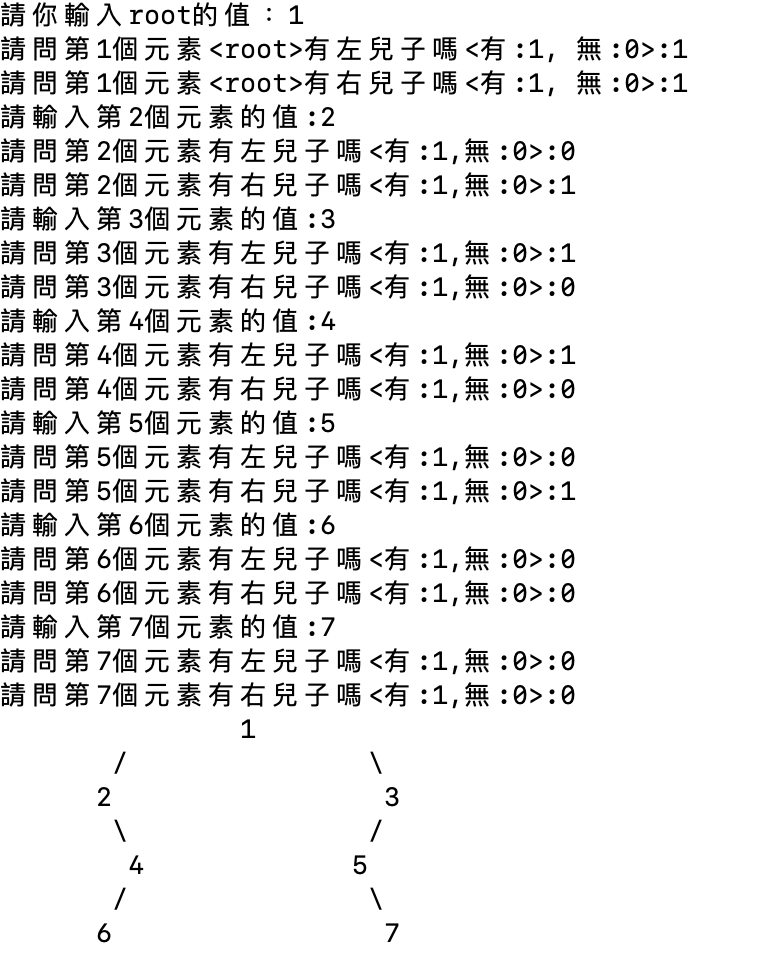 請你輸入root的值：1
請問第1個元素<root>有左兒子嗎<有:1, 無:0>:1
請問第1個元素<root>有右兒子嗎<有:1, 無:0>:1
請輸入第2個元素的值:2
請問第2個元素有左兒子嗎<有:1,無:0>:0
請問第2個元素有右兒子嗎<有:1,無:0>:1
請輸入第3個元素的值:3
請問第3個元素有左兒子嗎<有:1,無:0>:1
請問第3個元素有右兒子嗎<有:1,無:0>:0
請輸入第4個元素的值:4
請問第4個元素有左兒子嗎<有:1,無:0>:1
請問第4個元素有右兒子嗎<有:1,無:0>:0
請輸入第5個元素的值:5
請問第5個元素有左兒子嗎<有:1,無:0>:0
請問第5個元素有右兒子嗎<有:1,無:0>:1
請輸入第6個元素的值:6
請問第6個元素有左兒子嗎<有:1,無:0>:0
請問第6個元素有右兒子嗎<有:1,無:0>:0
請輸入第7個元素的值:7
請問第7個元素有左兒子嗎<有:1,無:0>:0
請問第7個元素有右兒子嗎<有:1,無:0>:0
               1
       /               \
      2                 3
       \               /
        4             5
       /               \
      6                 7